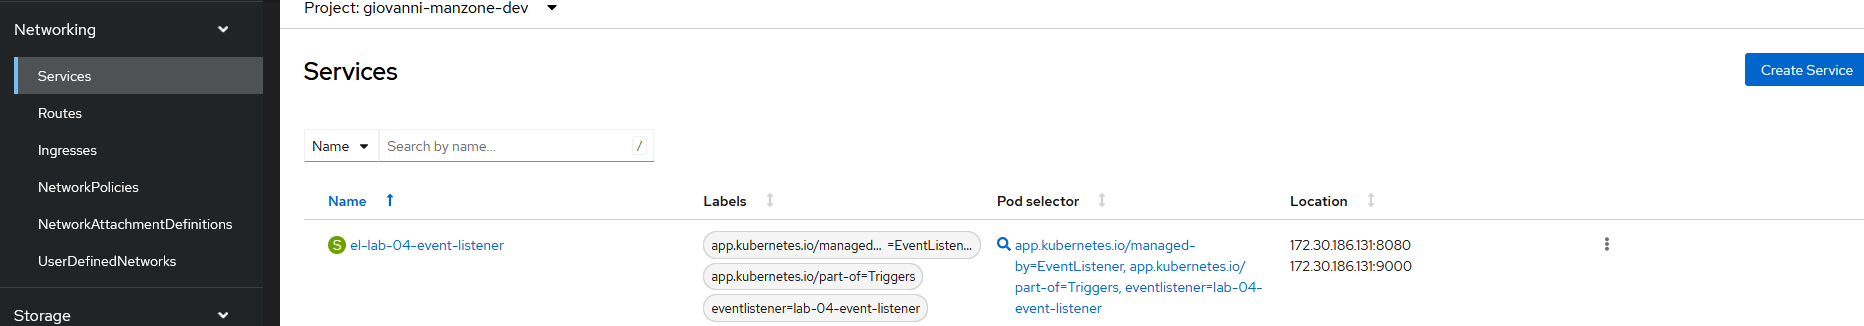 Project: giovanni-manzone-dev
Networking
Services
Routes
Ingresses
NetworkPolicies
NetworkAttachmentDefinitions
UserDefinedNetworks
Storage
Services
Create Service
Name
Search by name...
/
Name
Labels
Pod selector
Location
S el-lab-04-event-listener
app.kubernetes.io/managed... =EventListen...
app.kubernetes.io/part-of=Triggers
eventlistener=lab-04-event-listener
app.kubernetes.io/managed-
by=EventListener, app.kubernetes.io/
part-of=Triggers, eventlistener=lab-04-
event-listener
172.30.186.131:8080
172.30.186.131:9000